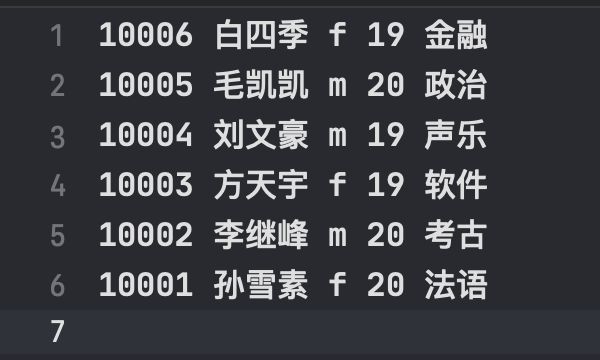 1 10006 白四季 f 19 金融
2 10005 毛凯凯 m 20 政治
3 10004 刘文豪 m 19 声乐
4 10003 方天宇 f 19 软件
5 10002 李继峰 m 20 考古
6 10001 孙雪素 f 20 法语
7